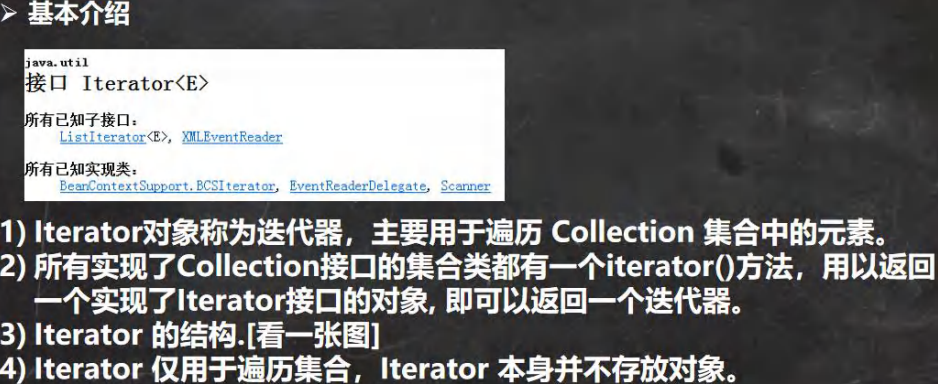 ➢ 基本介绍
java.util
接口 Iterator<E>
所有已知子接口：
ListIterator<E>, XMLEventReader
所有已知实现类：
BeanContextSupport.BCSIterator, EventReaderDelegate, Scanner
1) Iterator对象称为迭代器，主要用于遍历 Collection 集合中的元素。
2) 所有实现了Collection接口的集合类都有一个iterator()方法，用以返回
一个实现了Iterator接口的对象, 即可以返回一个迭代器。
3) Iterator 的结构.[看一张图]
4) Iterator 仅用于遍历集合，Iterator 本身并不存放对象。